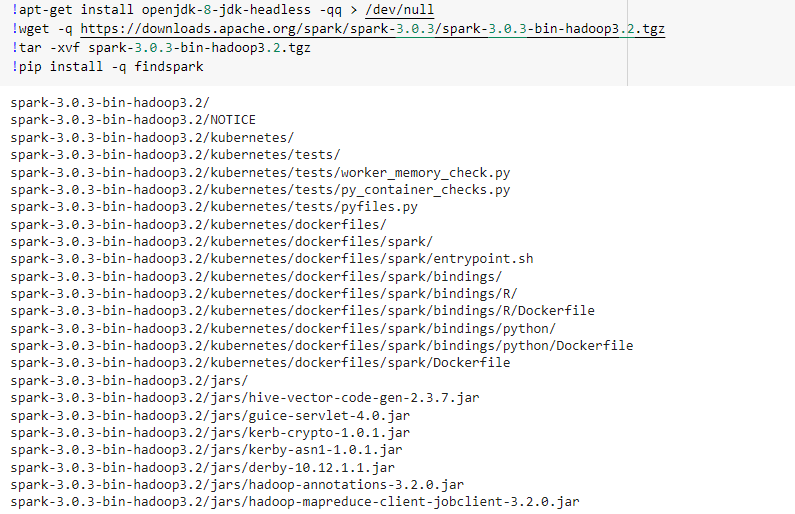 !apt-get install openjdk-8-jdk-headless -qq > /dev/null
!wget -q https://downloads.apache.org/spark/spark-3.0.3/spark-3.0.3-bin-hadoop3.2.tgz
!tar -xvf spark-3.0.3-bin-hadoop3.2.tgz
!pip install -q findspark
spark-3.0.3-bin-hadoop3.2/
spark-3.0.3-bin-hadoop3.2/NOTICE
spark-3.0.3-bin-hadoop3.2/kubernetes/
spark-3.0.3-bin-hadoop3.2/kubernetes/tests/
spark-3.0.3-bin-hadoop3.2/kubernetes/tests/worker_memory_check.py
spark-3.0.3-bin-hadoop3.2/kubernetes/tests/py_container_checks.py
spark-3.0.3-bin-hadoop3.2/kubernetes/tests/pyfiles.py
spark-3.0.3-bin-hadoop3.2/kubernetes/dockerfiles/
spark-3.0.3-bin-hadoop3.2/kubernetes/dockerfiles/spark/
spark-3.0.3-bin-hadoop3.2/kubernetes/dockerfiles/spark/entrypoint.sh
spark-3.0.3-bin-hadoop3.2/kubernetes/dockerfiles/spark/bindings/
spark-3.0.3-bin-hadoop3.2/kubernetes/dockerfiles/spark/bindings/R/
spark-3.0.3-bin-hadoop3.2/kubernetes/dockerfiles/spark/bindings/R/Dockerfile
spark-3.0.3-bin-hadoop3.2/kubernetes/dockerfiles/spark/bindings/python/
spark-3.0.3-bin-hadoop3.2/kubernetes/dockerfiles/spark/bindings/python/Dockerfile
spark-3.0.3-bin-hadoop3.2/kubernetes/dockerfiles/spark/Dockerfile
spark-3.0.3-bin-hadoop3.2/jars/
spark-3.0.3-bin-hadoop3.2/jars/hive-vector-code-gen-2.3.7.jar
spark-3.0.3-bin-hadoop3.2/jars/guice-servlet-4.0.jar
spark-3.0.3-bin-hadoop3.2/jars/kerb-crypto-1.0.1.jar
spark-3.0.3-bin-hadoop3.2/jars/kerby-asn1-1.0.1.jar
spark-3.0.3-bin-hadoop3.2/jars/derby-10.12.1.1.jar
spark-3.0.3-bin-hadoop3.2/jars/hadoop-annotations-3.2.0.jar
spark-3.0.3-bin-hadoop3.2/jars/hadoop-mapreduce-client-jobclient-3.2.0.jar